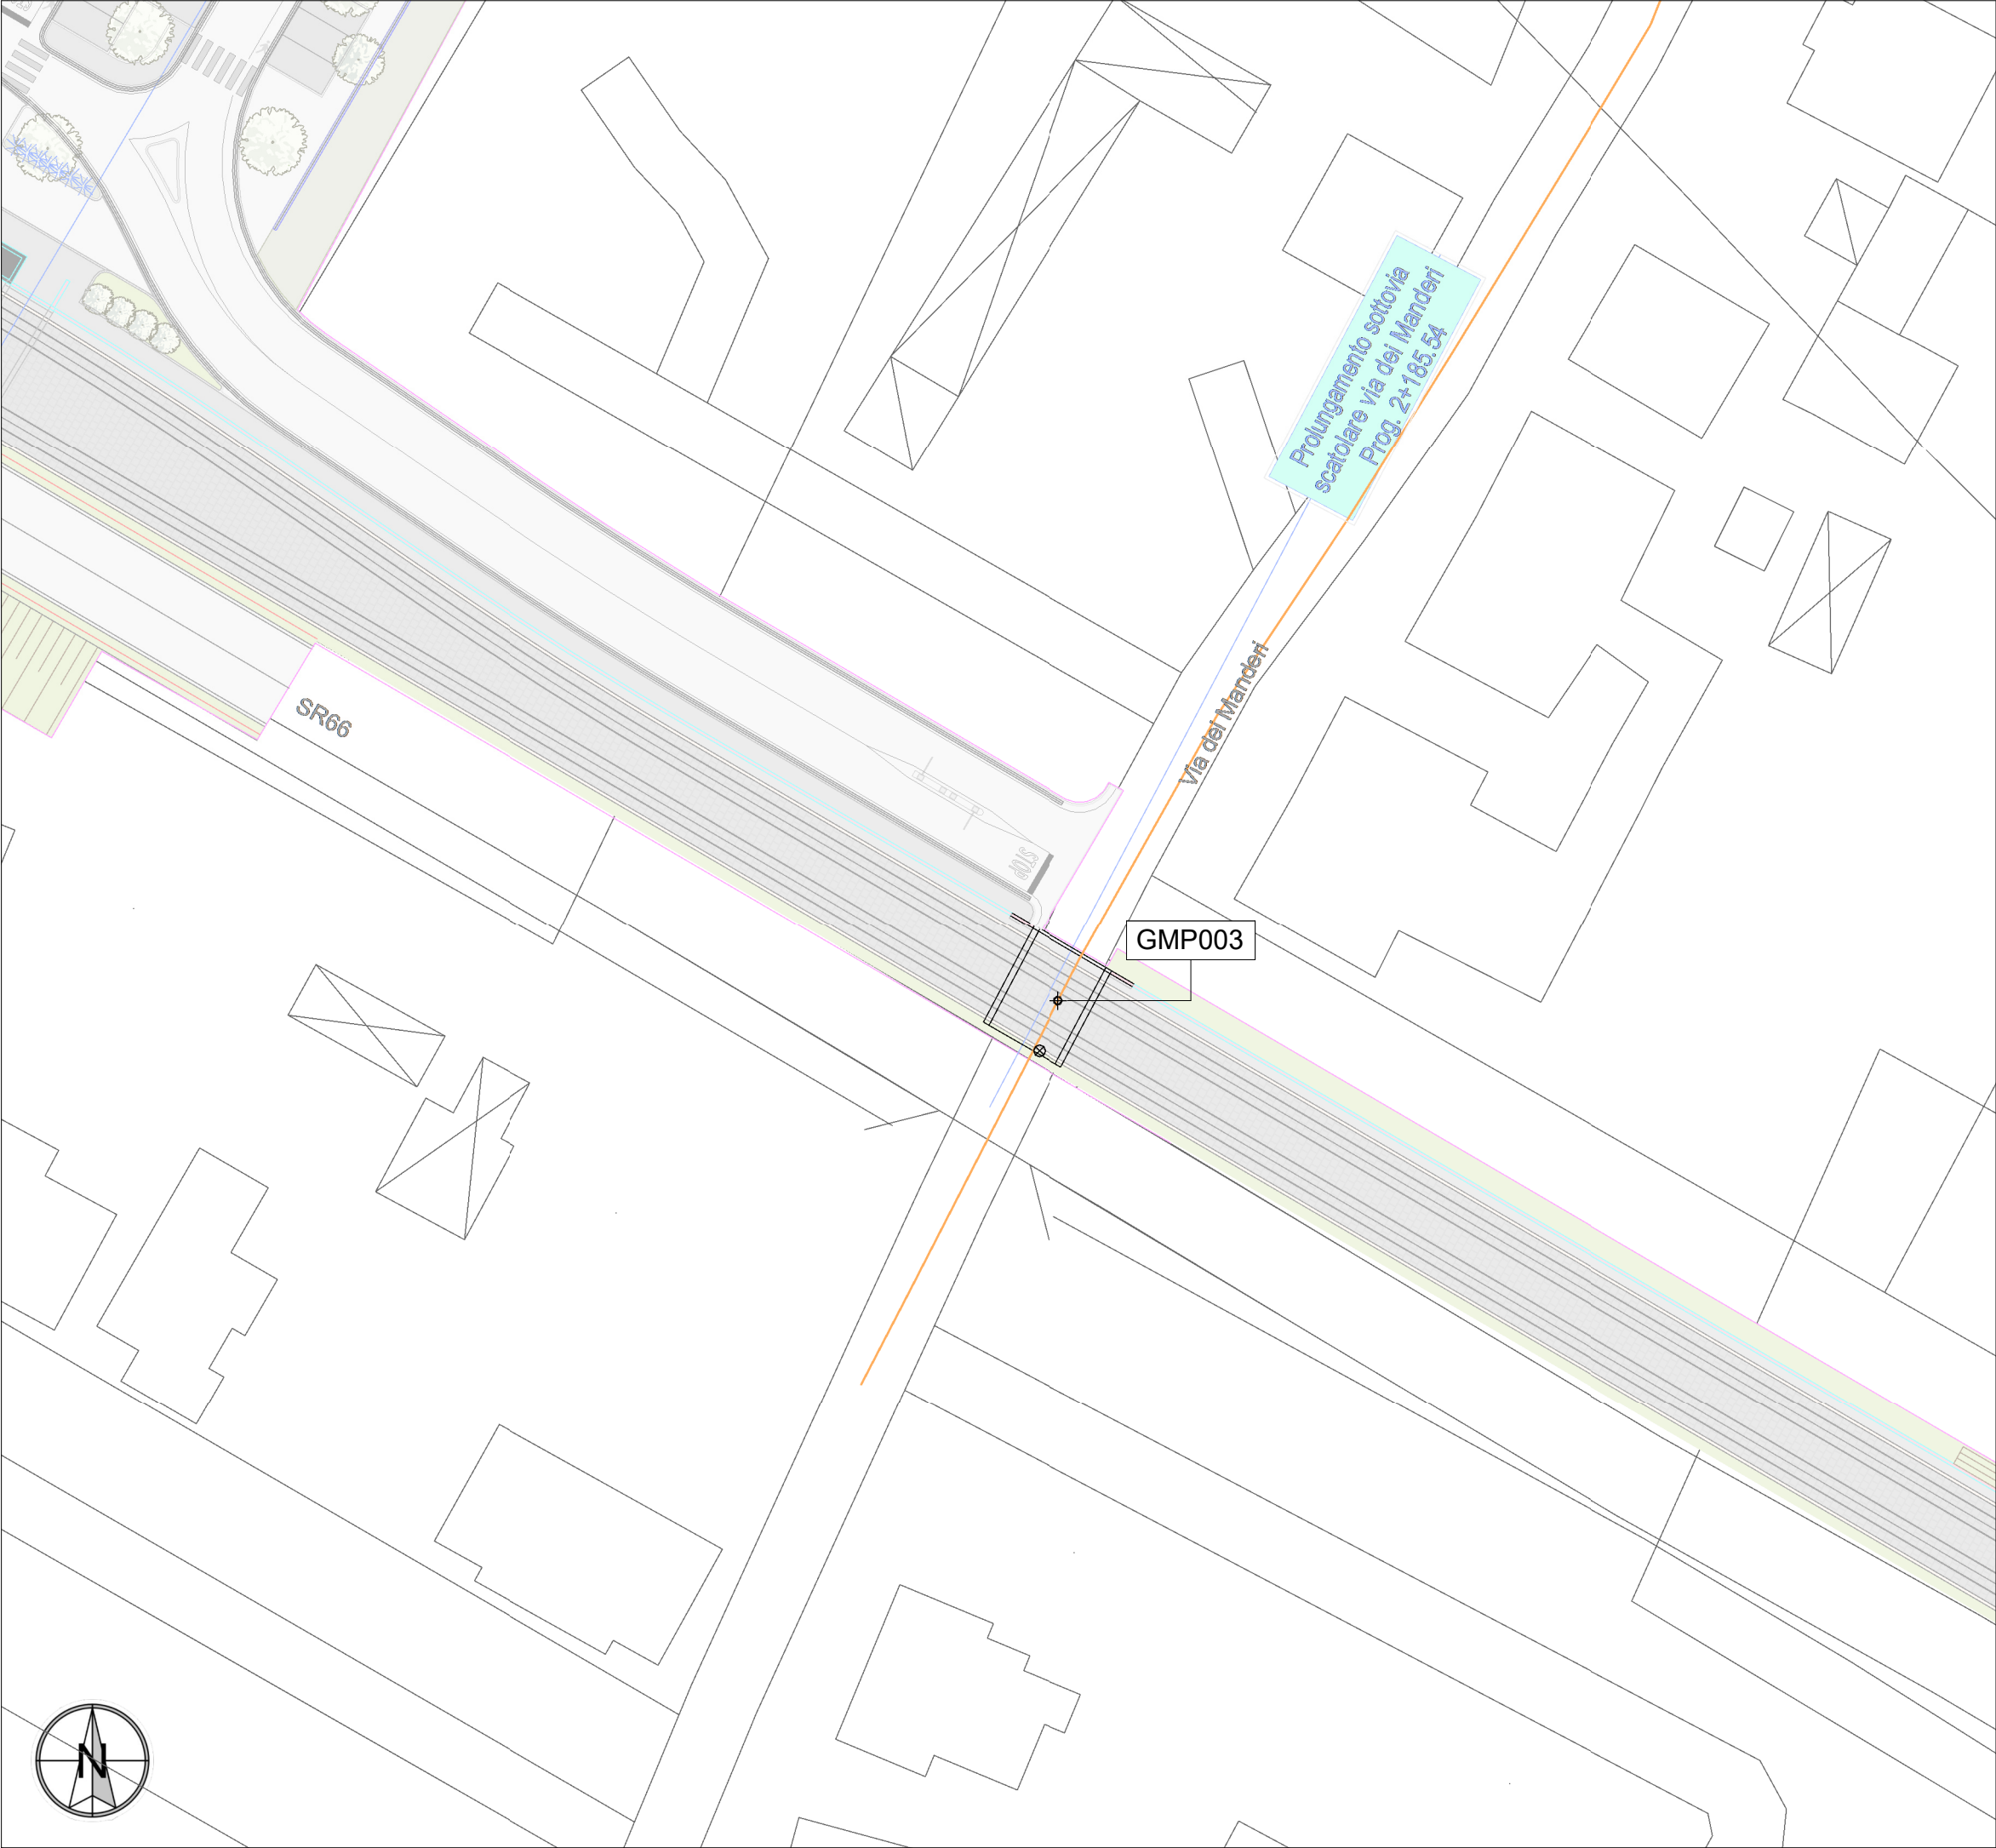 Prolungamento sottovia
scatolare via dei Manderi
Prog. 2+185.54
Via dei Manderi
SR66
STOP
GMP003
N